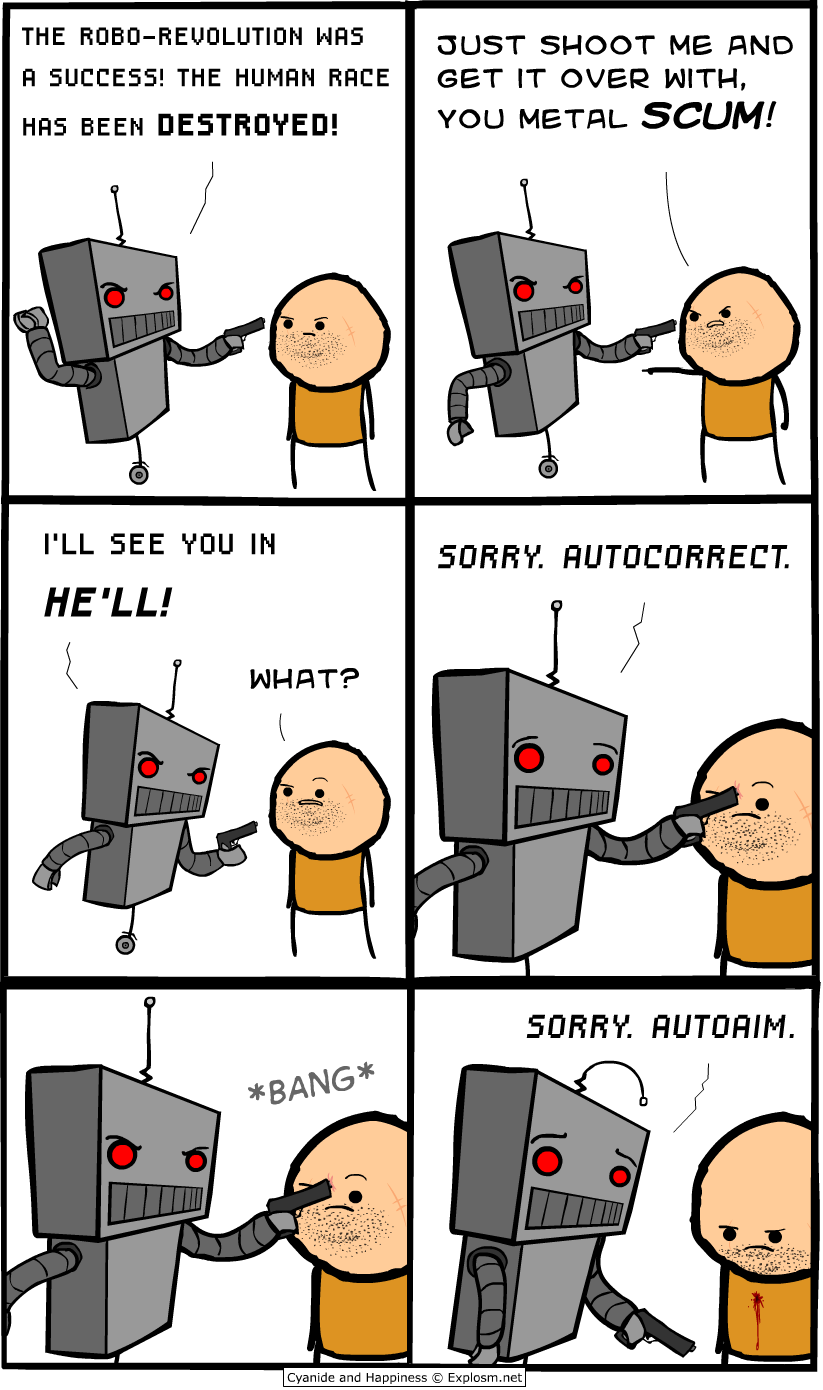 THE ROBO-REVOLUTION WAS
A SUCCESS! THE HUMAN RACE
HAS BEEN DESTROYED!
JUST SHOOT ME AND
GET IT OVER WITH,
YOU METAL SCUM!
I'LL SEE YOU IN
HE'LL!
WHAT?
SORRY. AUTOCORRECT.
*BANG*
SORRY. AUTOAIM.
Cyanide and Happiness © Explosm.net